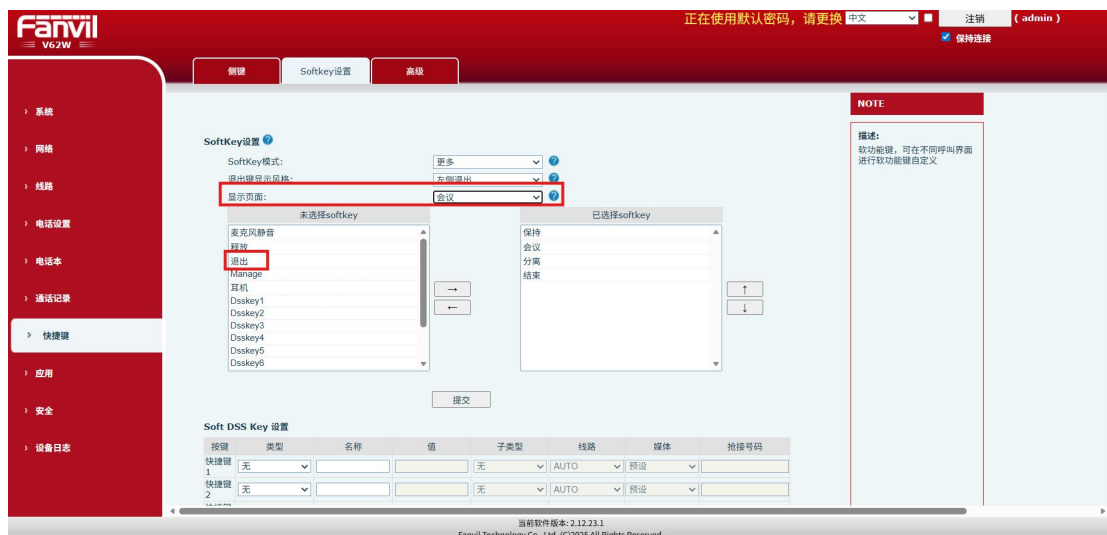 Fanvil
V62W
正在使用默认密码，请更换 中文 注销 ( admin )
保持连接
侧键 Softkey设置 高级
系统
网络
线路
电话设置
电话本
通话记录
快捷键
应用
安全
设备日志
SoftKey设置
SoftKey模式: 更多
退出键显示风格: 左侧退出
显示页面: 会议
未选择softkey 已选择softkey
麦克风静音
释放
退出
Manage
耳机
Dsskey1
Dsskey2
Dsskey3
Dsskey4
Dsskey5
Dsskey6
→
←
保持
会议
分离
结束
↑
↓
提交
Soft DSS Key 设置
按键 类型 名称 值 子类型 线路 媒体 抢接号码
快捷键1 无 无 AUTO 预设
快捷键2 无 无 AUTO 预设
NOTE
描述:
软功能键，可在不同呼叫界面
进行软功能键自定义
当前软件版本: 2.12.23.1
Fanvil Technology Co., Ltd. (C)2025 All Rights Reserved.